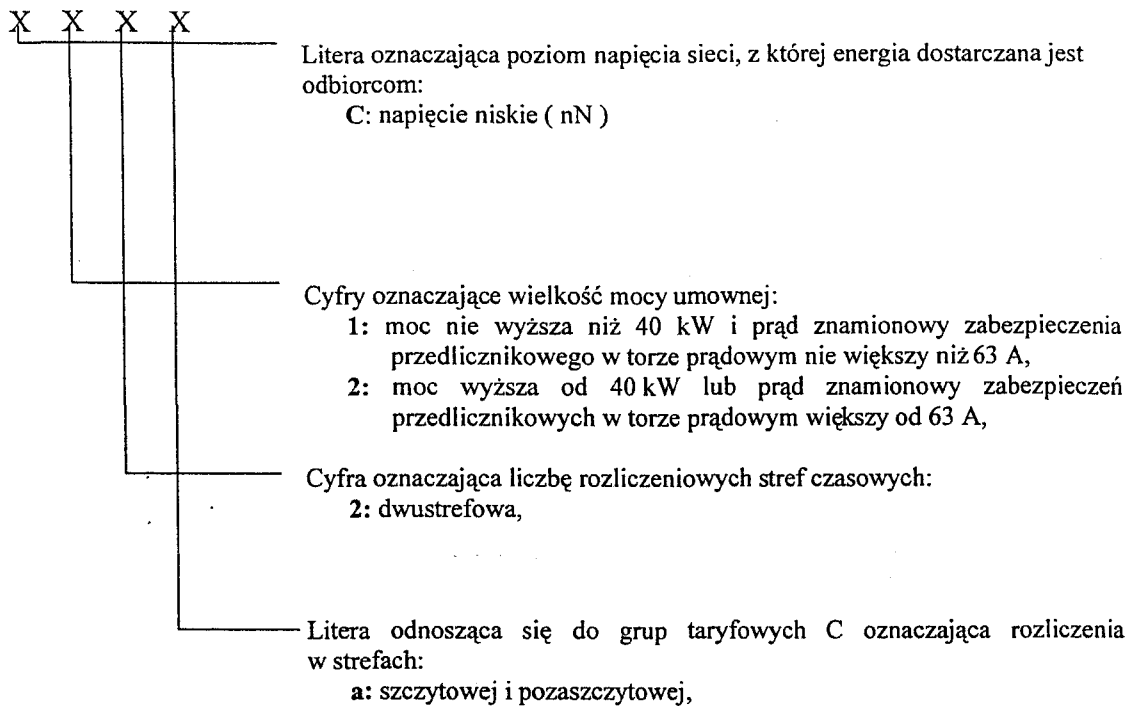 X X X X
Litera oznaczająca poziom napięcia sieci, z której energia dostarczana jest
odbiorcom:
C: napięcie niskie ( nN )
Cyfry oznaczające wielkość mocy umownej:
1: moc nie wyższa niż 40 kW i prąd znamionowy zabezpieczenia
przedlicznikowego w torze prądowym nie większy niż 63 A,
2: moc wyższa od 40 kW lub prąd znamionowy zabezpieczeń
przedlicznikowych w torze prądowym większy od 63 A,
Cyfra oznaczająca liczbę rozliczeniowych stref czasowych:
2: dwustrefowa,
Litera odnosząca się do grup taryfowych C oznaczająca rozliczenia
w strefach:
a: szczytowej i pozaszczytowej,